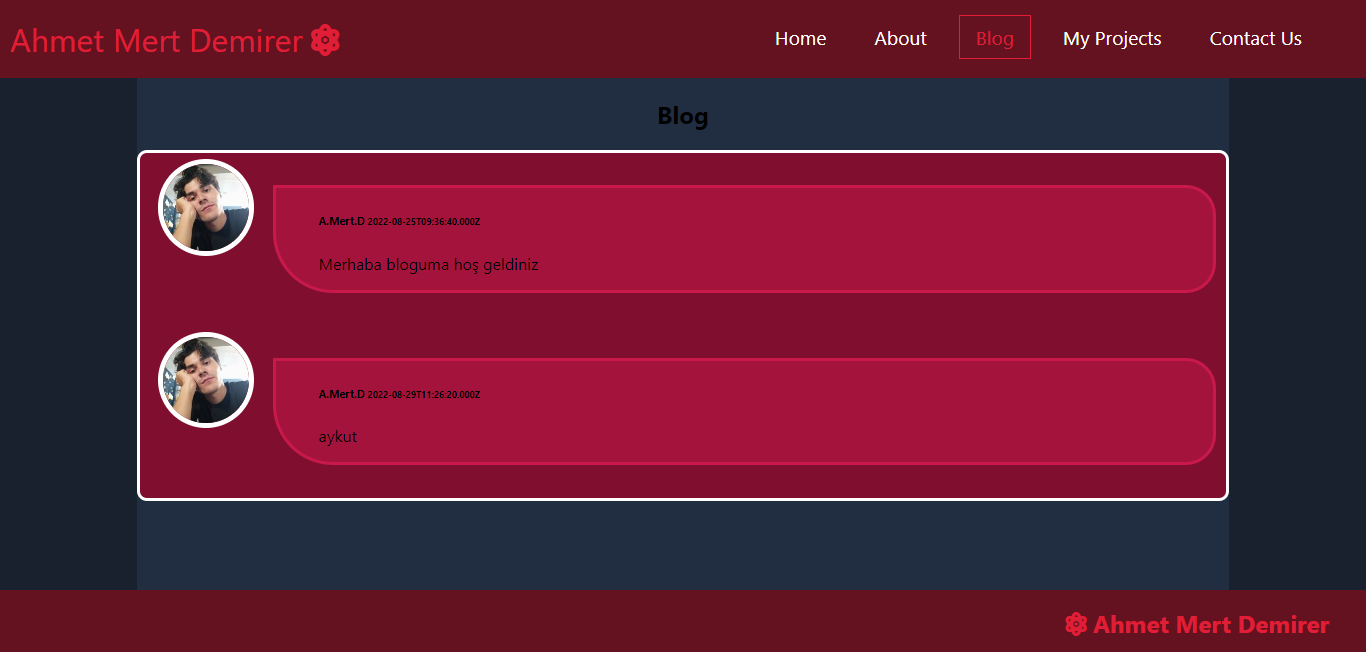 Ahmet Mert Demirer
Home About Blog My Projects Contact Us
Blog
A.Mert.D 2022-08-25T09:36:40.000Z
Merhaba bloguma hoş geldiniz
A.Mert.D 2022-08-29T11:26:20.000Z
aykut
Ahmet Mert Demirer